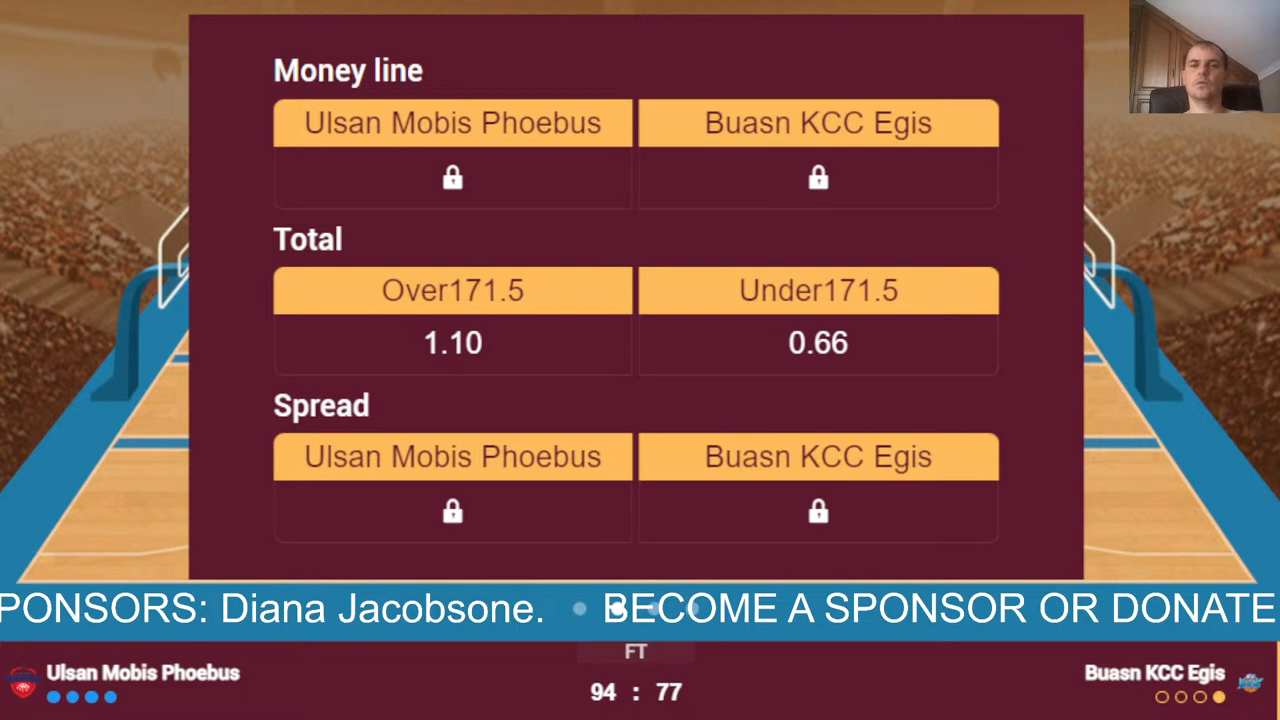 Money line
Ulsan Mobis Phoebus
Buasn KCC Egis
Total
Over171.5
Under171.5
1.10
0.66
Spread
Ulsan Mobis Phoebus
Buasn KCC Egis
PONSORS: Diana Jacobsone.
BECOME A SPONSOR OR DONATE
FT
Ulsan Mobis Phoebus
94 : 77
Buasn KCC Egis